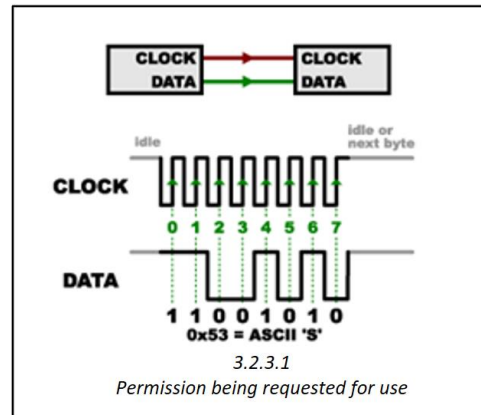 CLOCK CLOCK
DATA DATA
idle
idle or
next byte
CLOCK
0 1 2 3 4 5 6 7
DATA
1 1 0 0 1 0 1 0
0x53 = ASCII 'S'
3.2.3.1
Permission being requested for use